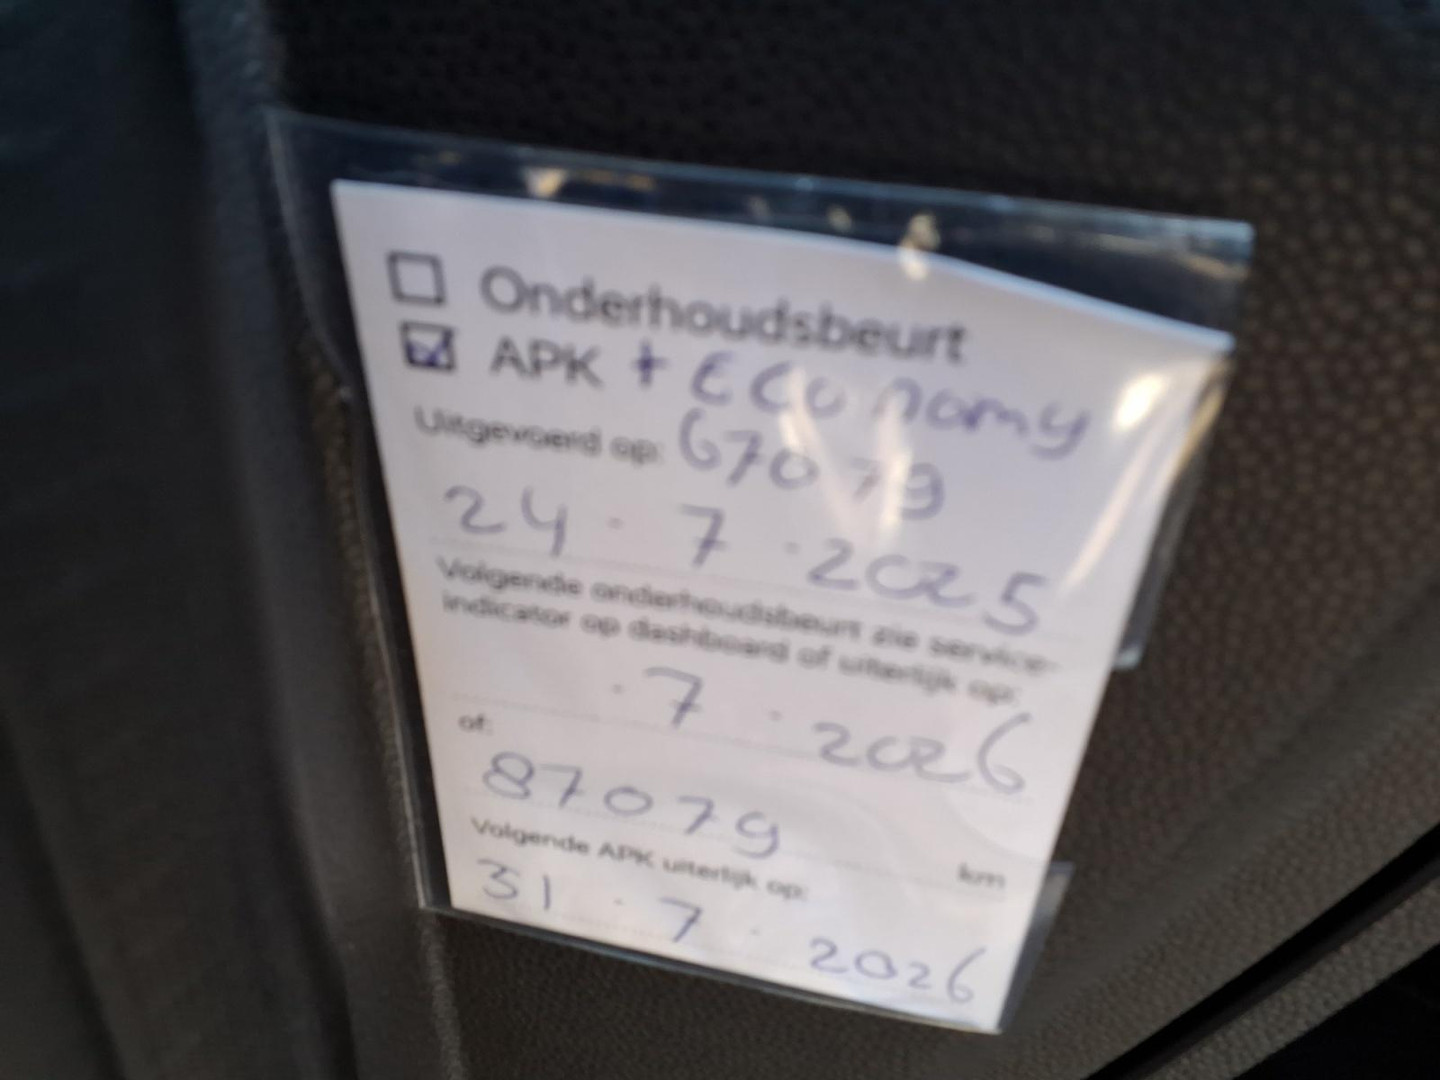 Onderhoudsbeurt
APK + Economy
Uitgevoerd op: 67079
24 · 7 · 2025
Volgende onderhoudsbeurt zie service-
indicator op dashboard of uiterlijk op:
· 7 · 2026
of:
87079 km
Volgende APK uiterlijk op:
31 · 7 · 2026